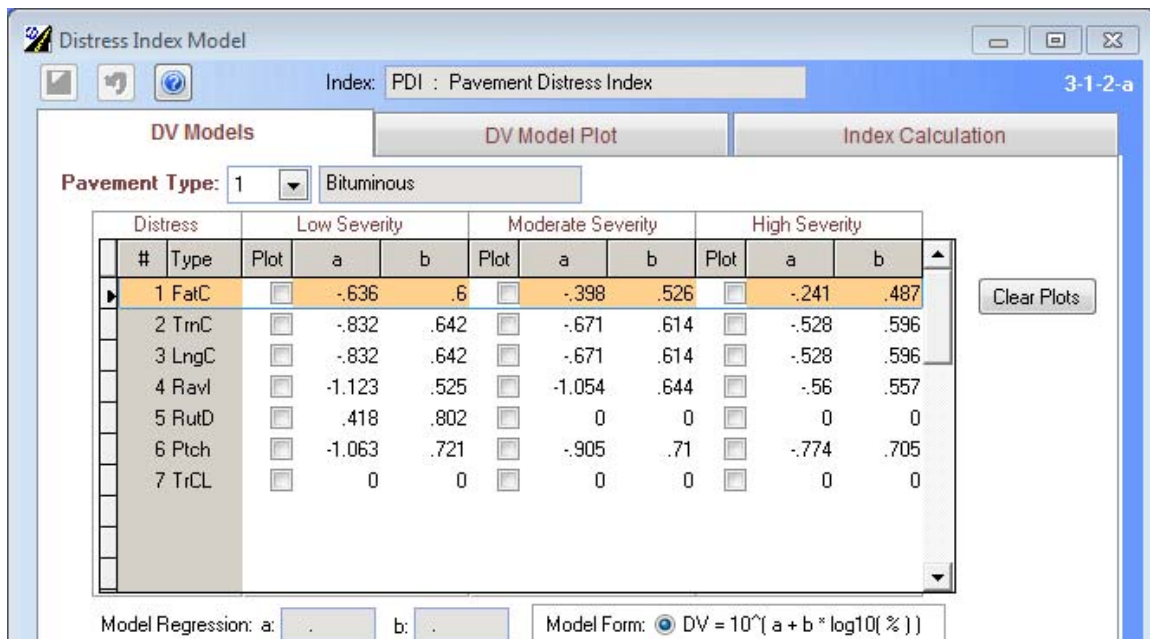 Distress Index Model
Index: PDI : Pavement Distress Index 3-1-2-a
DV Models DV Model Plot Index Calculation
Pavement Type: 1 Bituminous
Distress Low Severity Moderate Severity High Severity
# Type Plot a b Plot a b Plot a b
1 FatC -.636 .6 -.398 .526 -.241 .487
Clear Plots
2 TrnC -.832 .642 -.671 .614 -.528 .596
3 LngC -.832 .642 -.671 .614 -.528 .596
4 Ravl -1.123 .525 -1.054 .644 -.56 .557
5 RutD .418 .802 0 0 0 0
6 Ptch -1.063 .721 -.905 .71 -.774 .705
7 TrCL 0 0 0 0 0 0
Model Regression: a: . b: . Model Form: DV = 10^( a + b * log10( % ) )